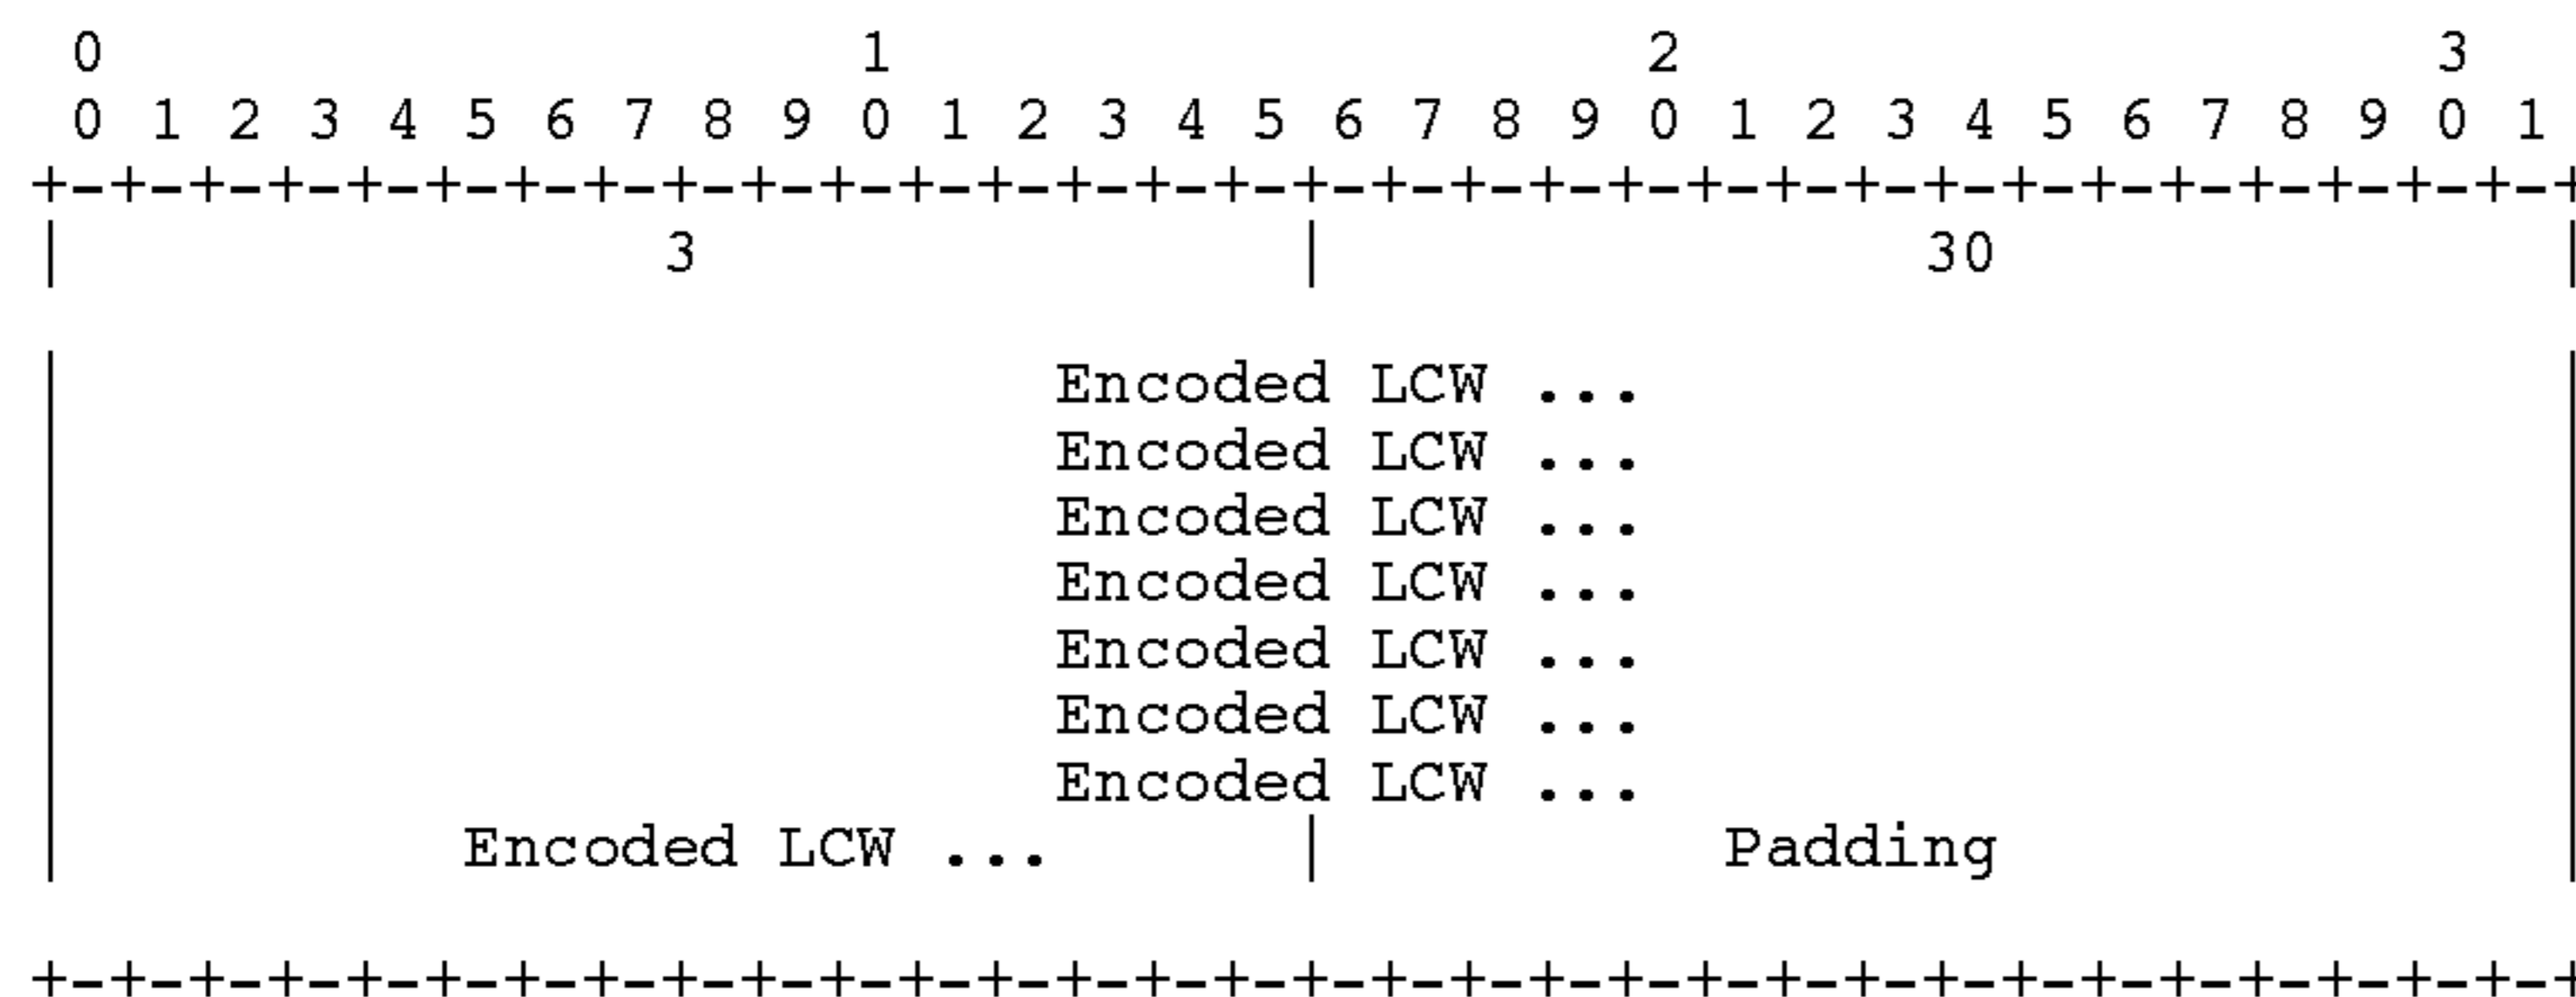 0 1 2 3
0 1 2 3 4 5 6 7 8 9 0 1 2 3 4 5 6 7 8 9 0 1 2 3 4 5 6 7 8 9 0 1
+-+-+-+-+-+-+-+-+-+-+-+-+-+-+-+-+-+-+-+-+-+-+-+-+-+-+-+-+-+-+-+-+
| 3 | 30 |
| Encoded LCW ... |
| Encoded LCW ... |
| Encoded LCW ... |
| Encoded LCW ... |
| Encoded LCW ... |
| Encoded LCW ... |
| Encoded LCW ... |
| Encoded LCW ... | Padding |
+-+-+-+-+-+-+-+-+-+-+-+-+-+-+-+-+-+-+-+-+-+-+-+-+-+-+-+-+-+-+-+-+